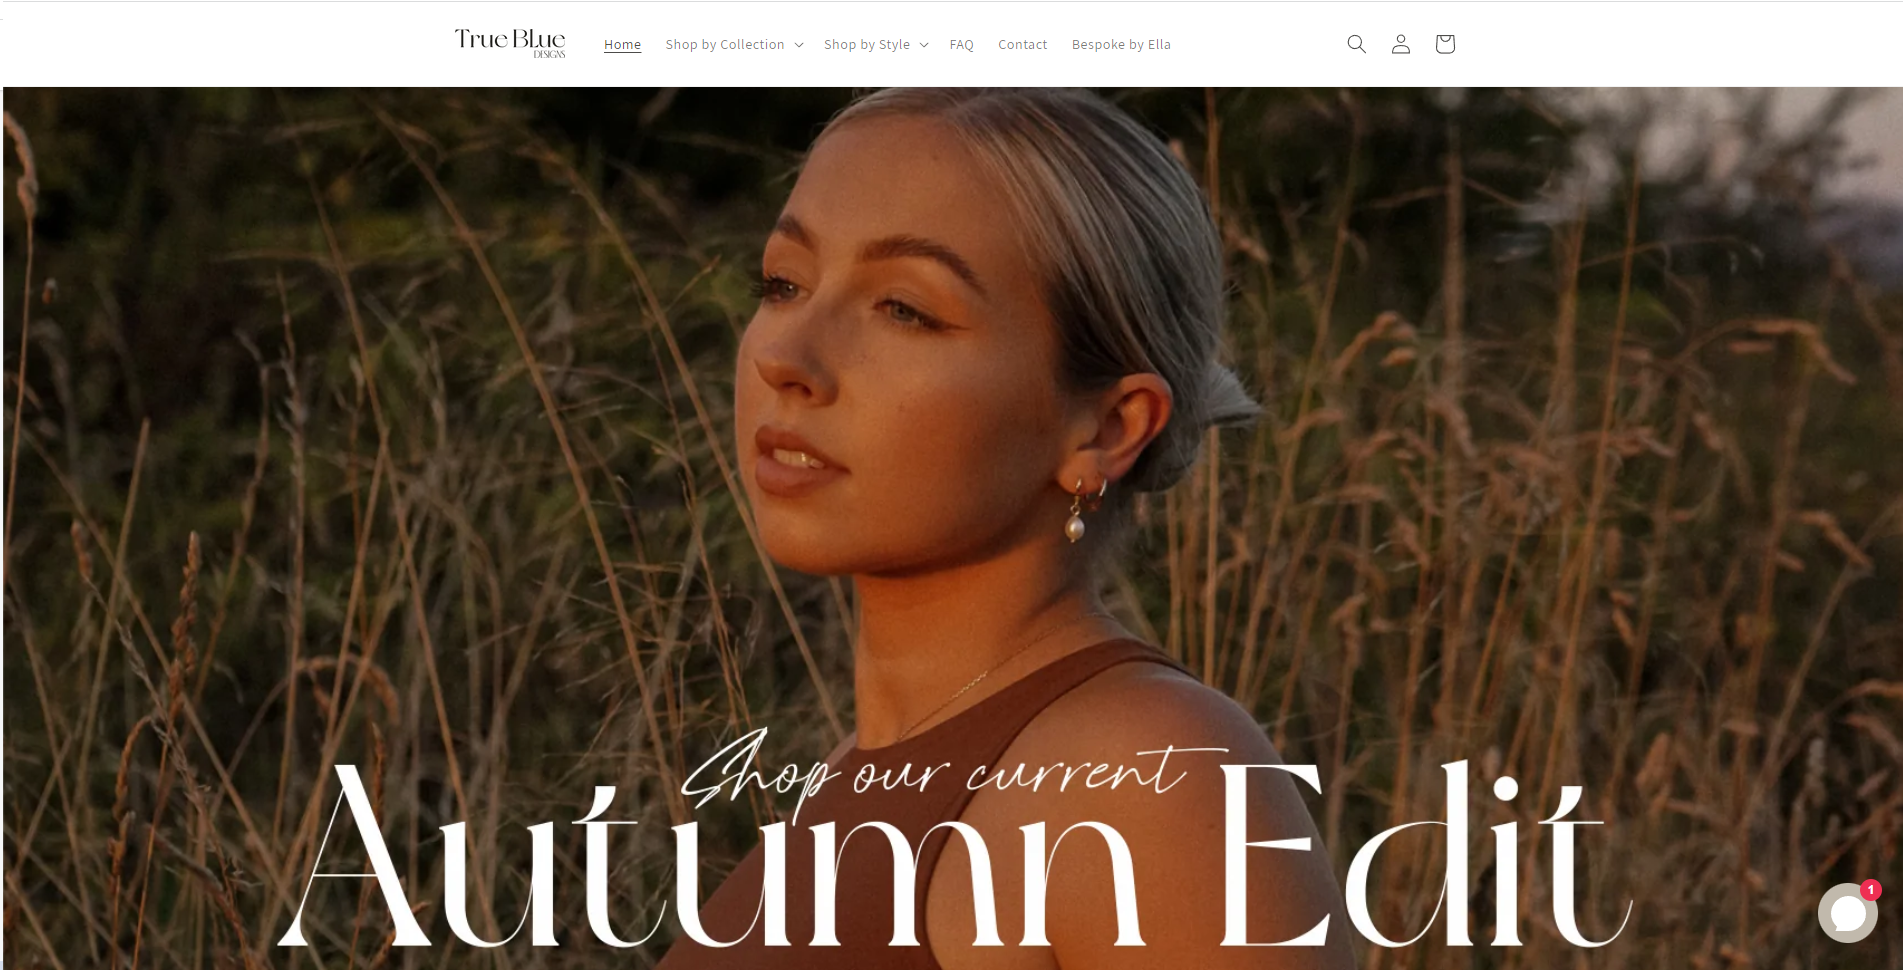 True BLue
DESIGNS
Home Shop by Collection Shop by Style FAQ Contact Bespoke by Ella
Shop our current
Autumn Edit
1